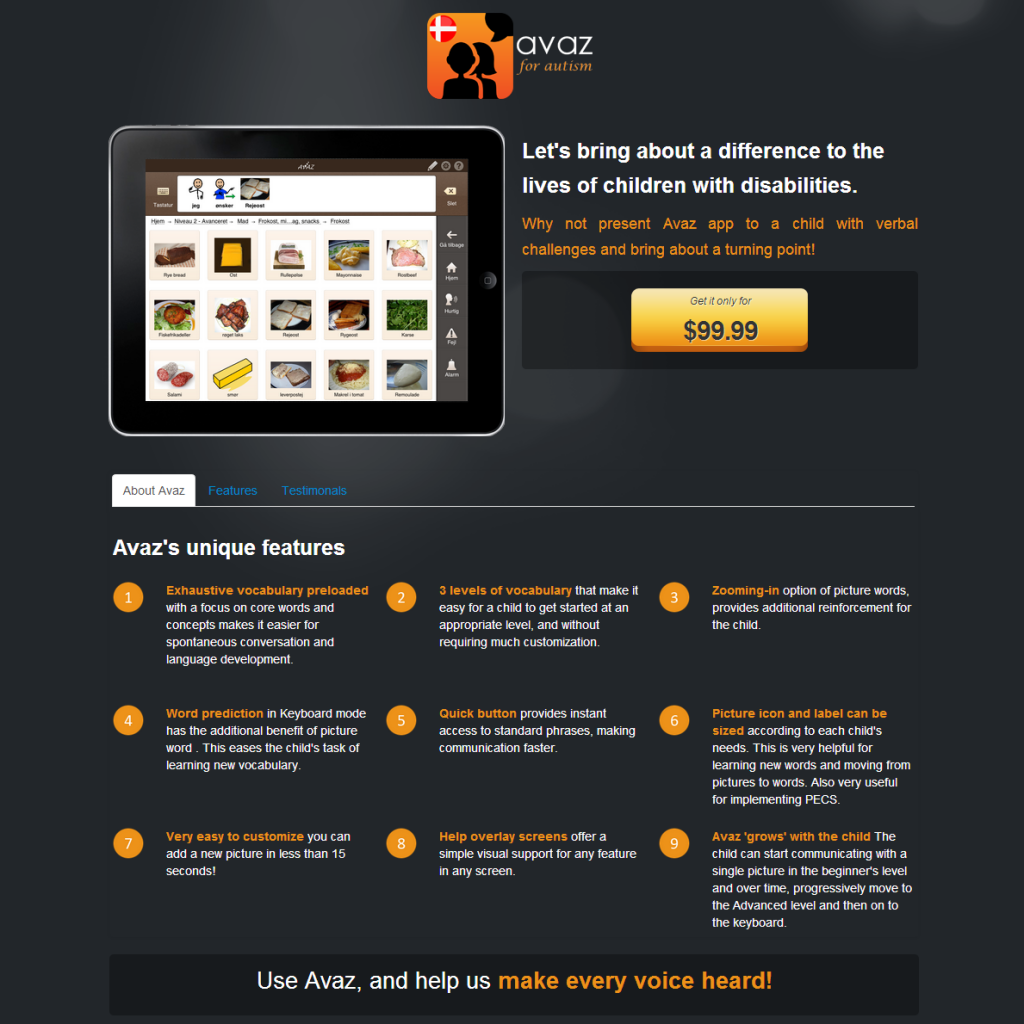 avaz
for autism
AVAZ
Tastatur
jeg
ønsker
Rejeost
Slet
Hjem → Niveau 2 - Avanceret → Mad → Frokost, mi...ag, snacks → Frokost
Gå tilbage
Rye bread
Ost
Rullepølse
Mayonnaise
Roatbeef
Hjem
Hurtig
Fiskefrikadeller
røget laks
Rejeost
Rygeost
Karse
Fejl
Alarm
Salami
smør
leverpostej
Makrel i tomat
Remoulade
Let's bring about a difference to the
lives of children with disabilities.
Why not present Avaz app to a child with verbal
challenges and bring about a turning point!
Get it only for
$99.99
About Avaz
Features
Testimonals
Avaz's unique features
1
Exhaustive vocabulary preloaded
with a focus on core words and
concepts makes it easier for
spontaneous conversation and
language development.
2
3 levels of vocabulary that make it
easy for a child to get started at an
appropriate level, and without
requiring much customization.
3
Zooming-in option of picture words,
provides additional reinforcement for
the child.
4
Word prediction in Keyboard mode
has the additional benefit of picture
word . This eases the child's task of
learning new vocabulary.
5
Quick button provides instant
access to standard phrases, making
communication faster.
6
Picture icon and label can be
sized according to each child's
needs. This is very helpful for
learning new words and moving from
pictures to words. Also very useful
for implementing PECS.
7
Very easy to customize you can
add a new picture in less than 15
seconds!
8
Help overlay screens offer a
simple visual support for any feature
in any screen.
9
Avaz 'grows' with the child The
child can start communicating with a
single picture in the beginner's level
and over time, progressively move to
the Advanced level and then on to
the keyboard.
Use Avaz, and help us make every voice heard!